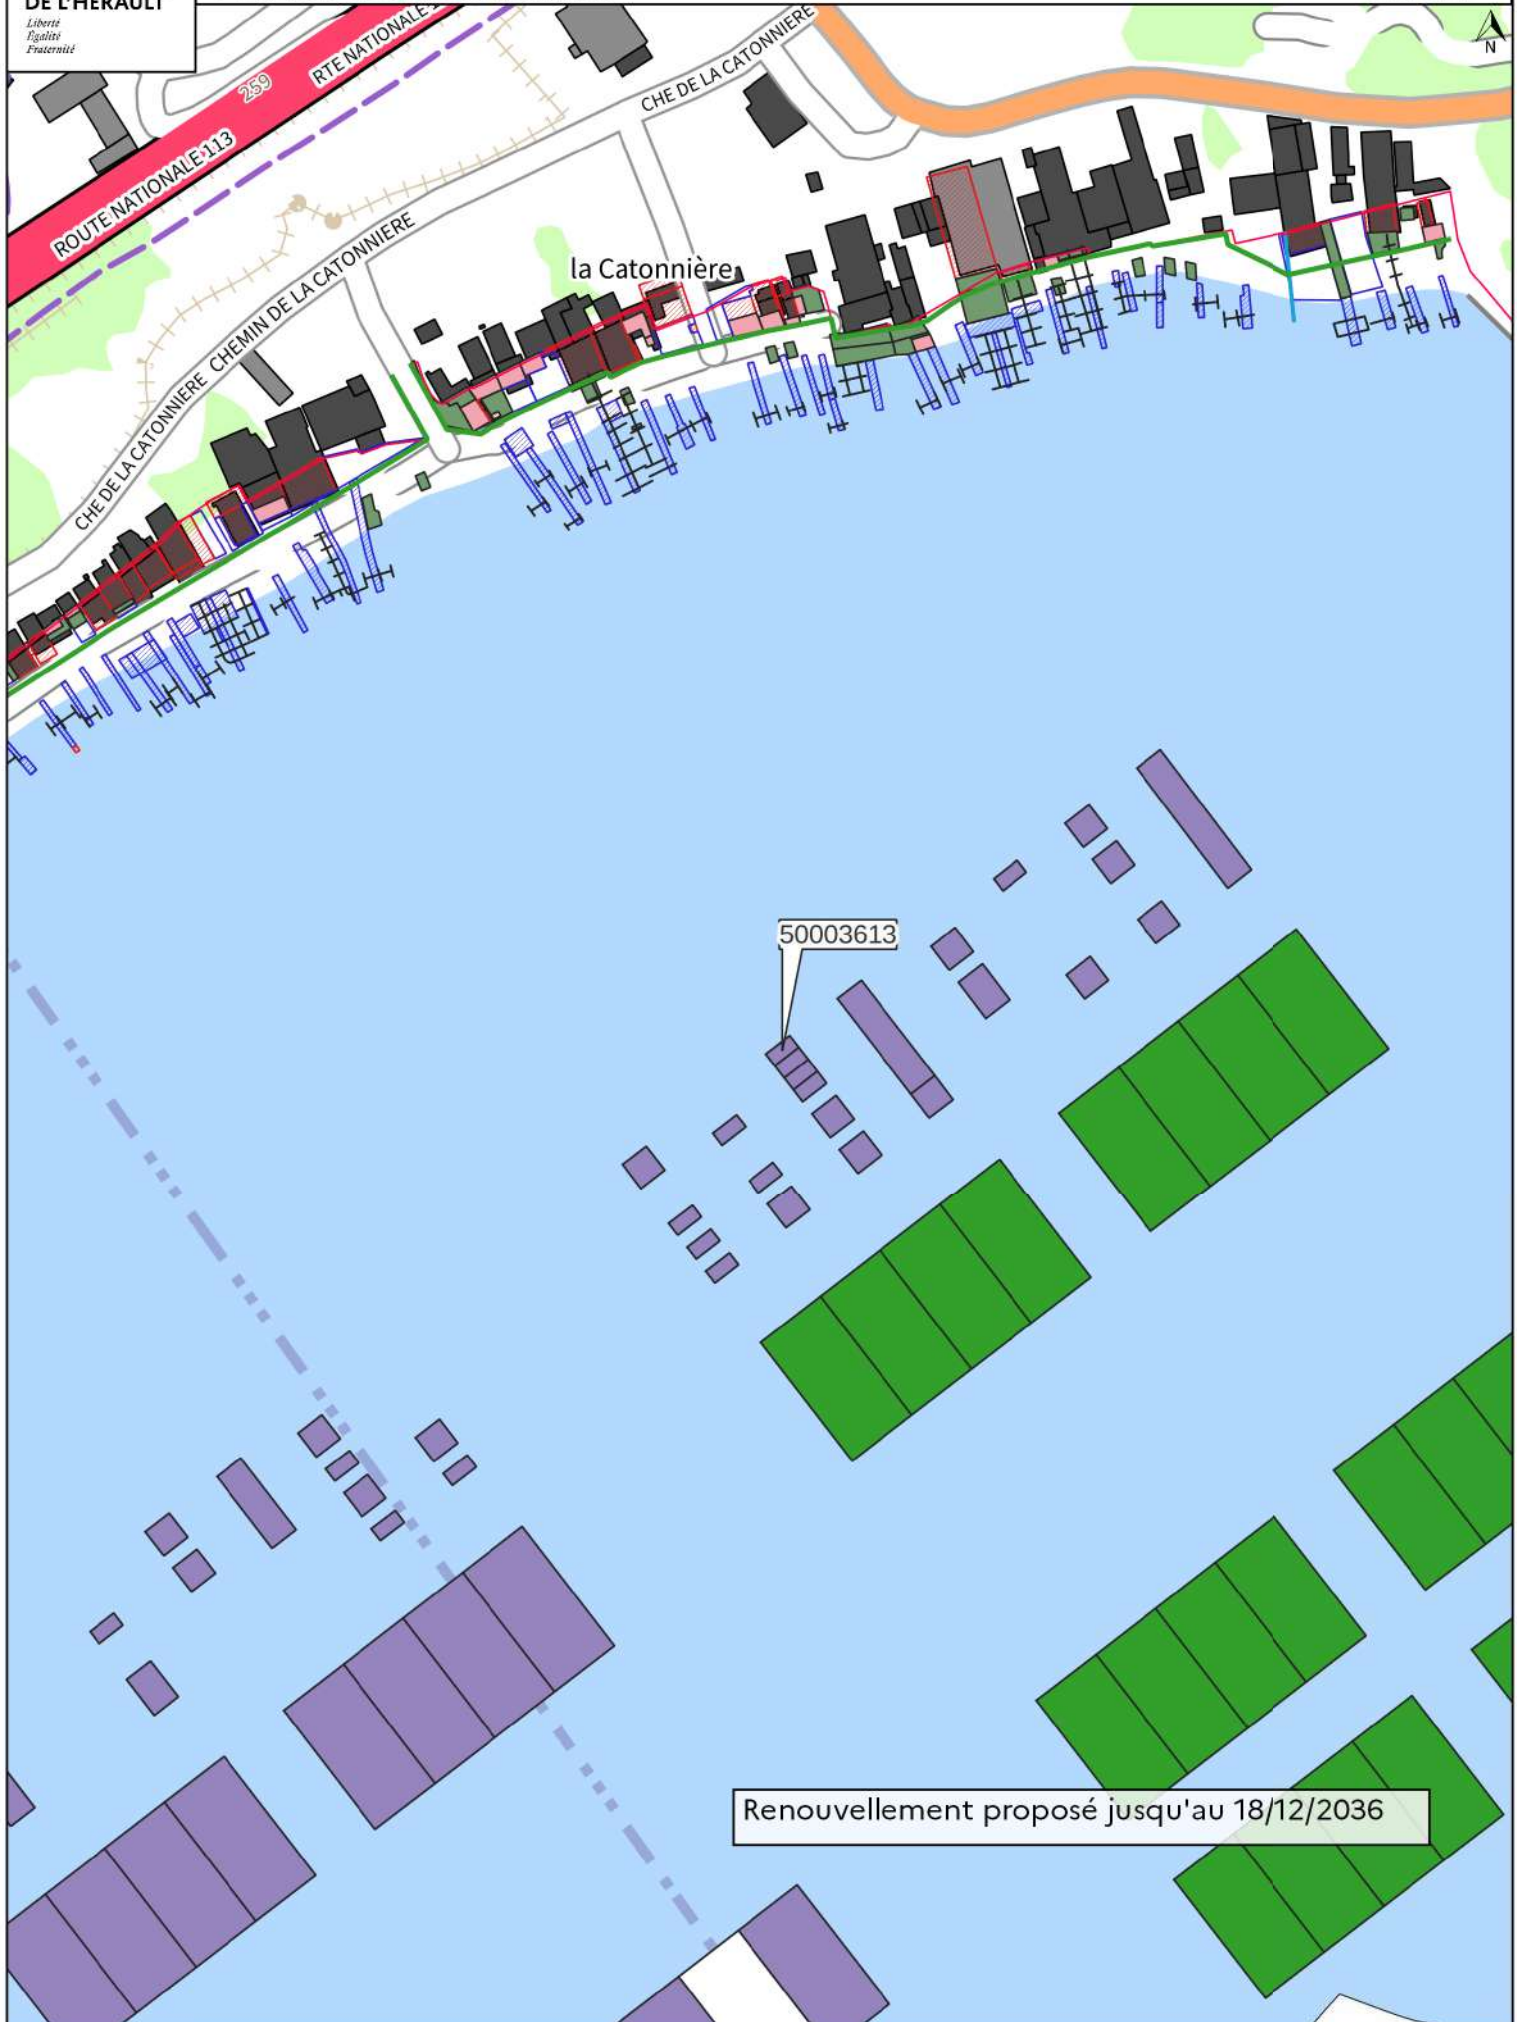 DE L'HÉRAULT
Liberté
Égalité
Fraternité
N
RTE NATIONALE
259
ROUTE NATIONALE 113
CHE DE LA CATONNIERE
CHEMIN DE LA CATONNIERE
CHE DE LA CATONNIERE
la Catonnière
50003613
Renouvellement proposé jusqu'au 18/12/2036